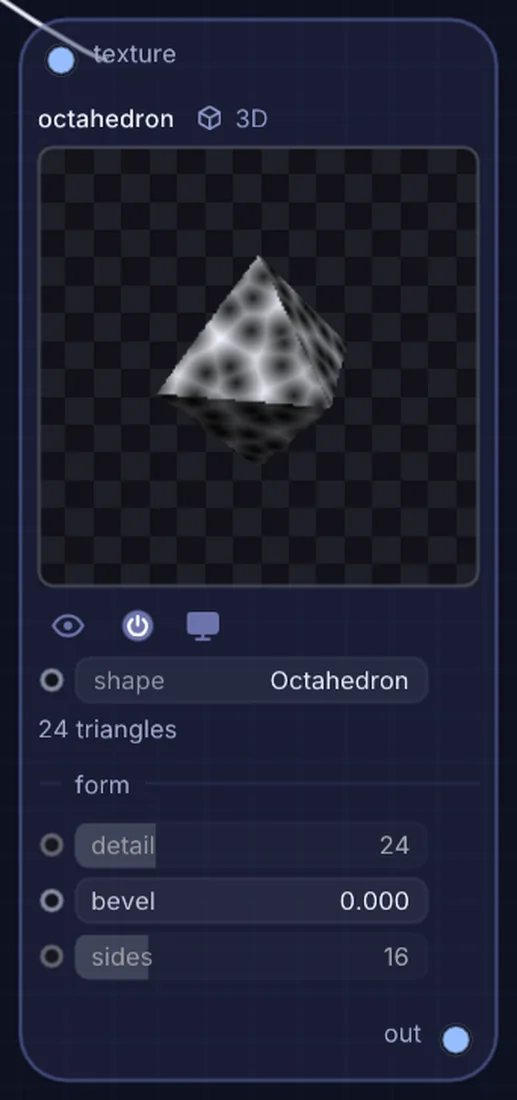 texture
octahedron 3D
shape Octahedron
24 triangles
form
detail 24
bevel 0.000
sides 16
out